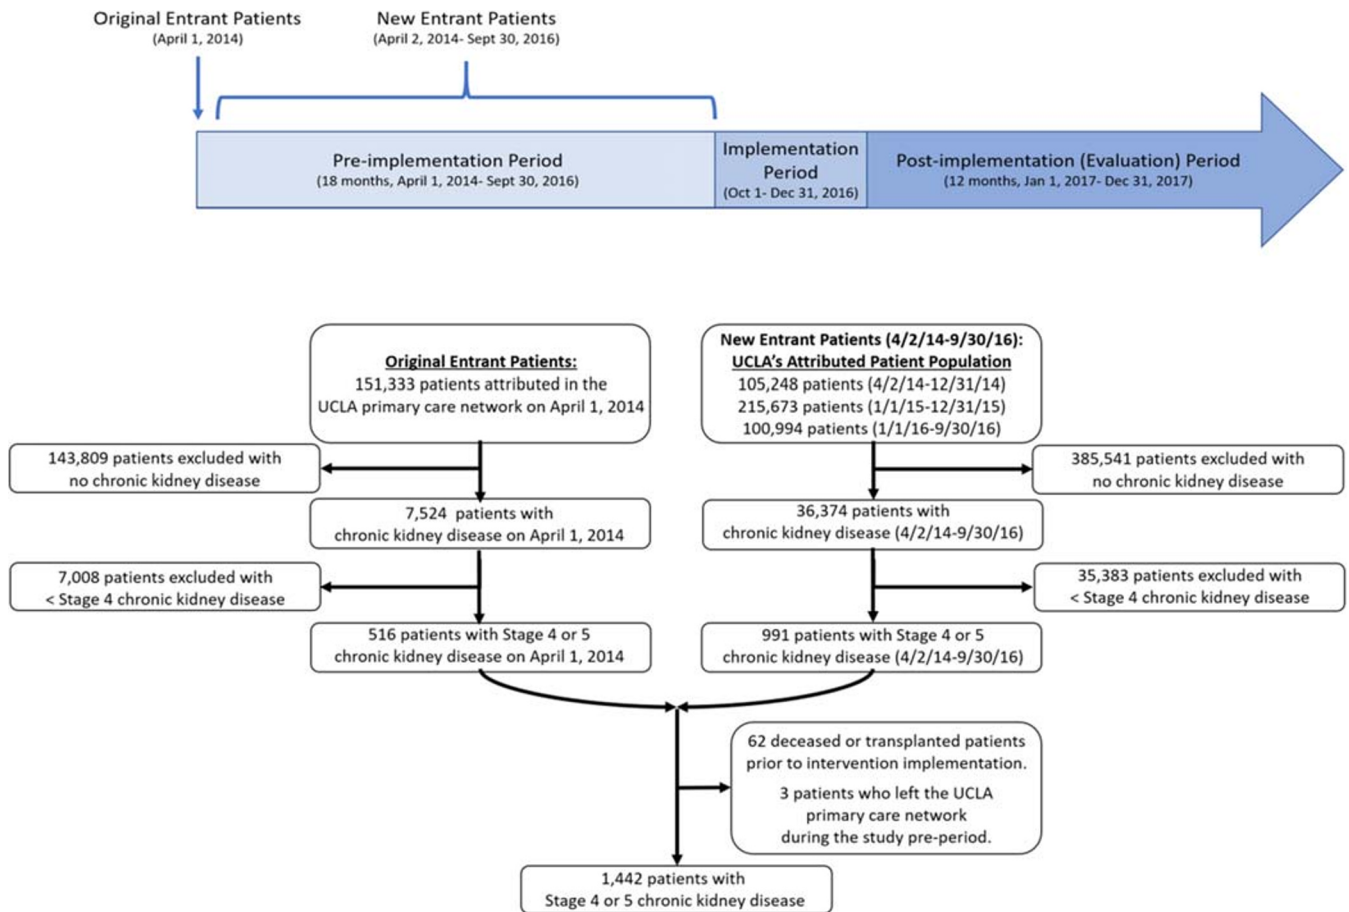 Original Entrant Patients
(April 1, 2014)
New Entrant Patients
(April 2, 2014- Sept 30, 2016)
Pre-implementation Period
(18 months, April 1, 2014- Sept 30, 2016)
Implementation
Period
(Oct 1- Dec 31, 2016)
Post-implementation (Evaluation) Period
(12 months, Jan 1, 2017- Dec 31, 2017)
Original Entrant Patients:
151,333 patients attributed in the
UCLA primary care network on April 1, 2014
New Entrant Patients (4/2/14-9/30/16):
UCLA's Attributed Patient Population
105,248 patients (4/2/14-12/31/14)
215,673 patients (1/1/15-12/31/15)
100,994 patients (1/1/16-9/30/16)
143,809 patients excluded with
no chronic kidney disease
385,541 patients excluded with
no chronic kidney disease
7,524 patients with
chronic kidney disease on April 1, 2014
36,374 patients with
chronic kidney disease (4/2/14-9/30/16)
7,008 patients excluded with
< Stage 4 chronic kidney disease
35,383 patients excluded with
< Stage 4 chronic kidney disease
516 patients with Stage 4 or 5
chronic kidney disease on April 1, 2014
991 patients with Stage 4 or 5
chronic kidney disease (4/2/14-9/30/16)
62 deceased or transplanted patients
prior to intervention implementation.
3 patients who left the UCLA
primary care network
during the study pre-period.
1,442 patients with
Stage 4 or 5 chronic kidney disease